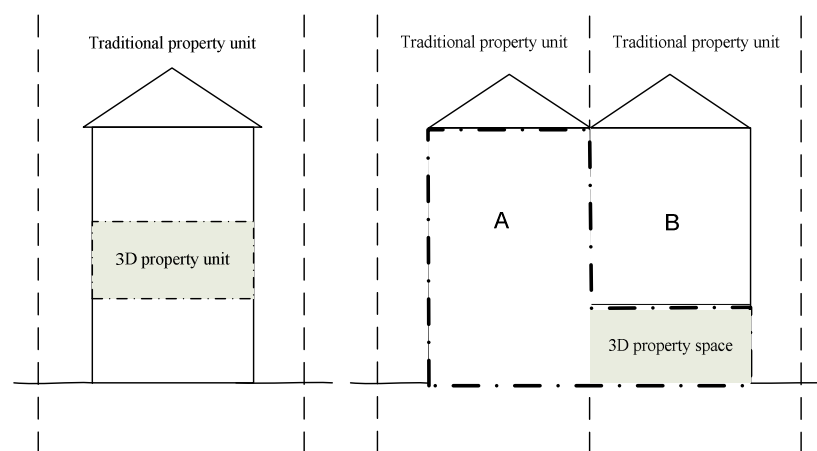 Traditional property unit
3D property unit
Traditional property unit
Traditional property unit
A
B
3D property space